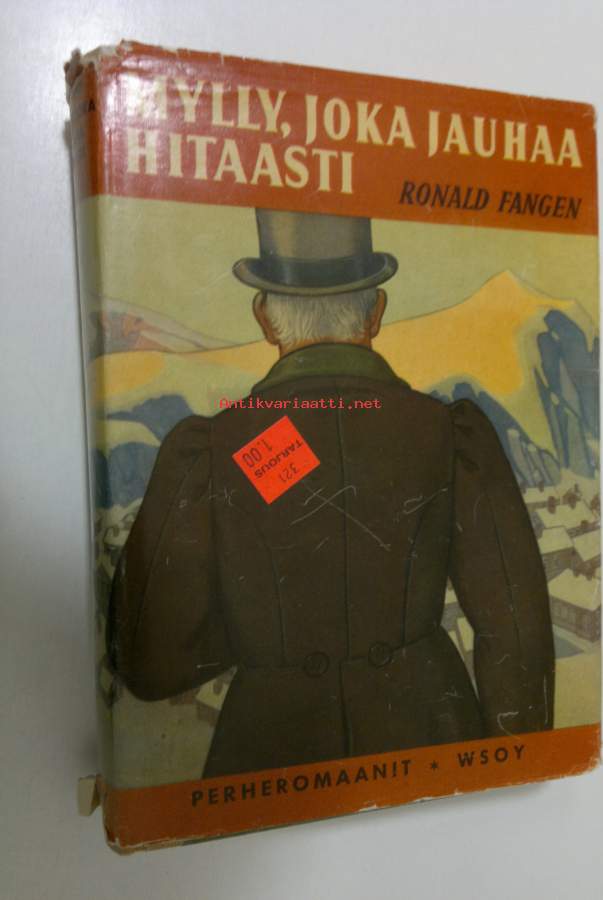 MYLLY, JOKA JAUHAA
HITAASTI
RONALD FANGEN
Antikvariaatti.net
321
TARJOUS
1.00
PERHEROMAANIT * WSOY